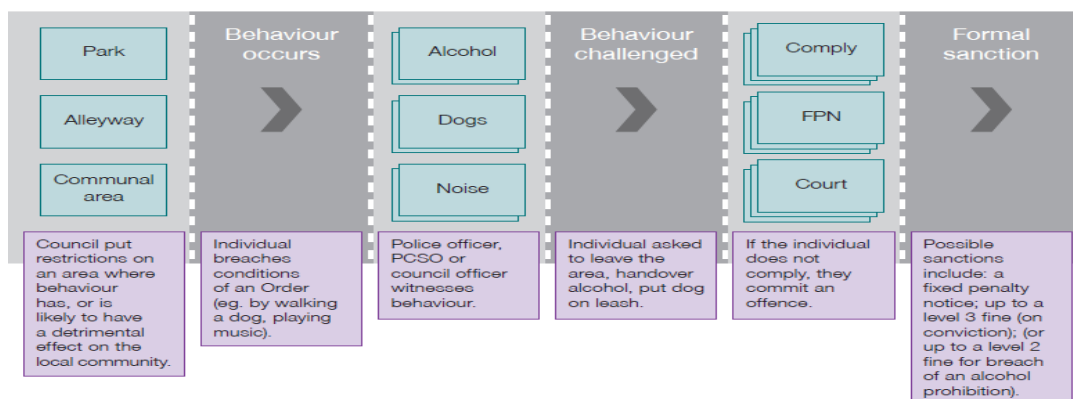 Park
Alleyway
Communal
area
Behaviour
occurs
Alcohol
Dogs
Noise
Behaviour
challenged
Comply
FPN
Court
Formal
sanction
Council put
restrictions on
an area where
behaviour
has, or is
likely to have
a detrimental
effect on the
local community.
Individual
breaches
conditions
of an Order
(eg. by walking
a dog, playing
music).
Police officer,
PCSO or
council officer
witnesses
behaviour.
Individual asked
to leave the
area, handover
alcohol, put dog
on leash.
If the individual
does not
comply, they
commit an
offence.
Possible
sanctions
include: a
fixed penalty
notice; up to a
level 3 fine (on
conviction); (or
up to a level 2
fine for breach
of an alcohol
prohibition).